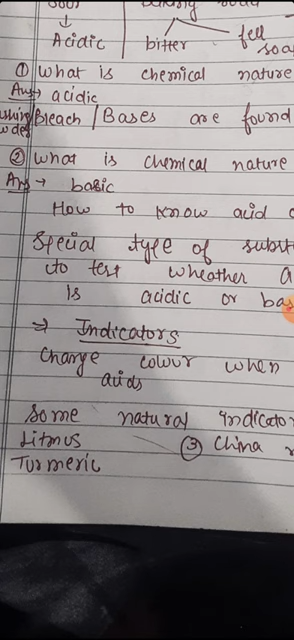 Acidic
bitter
① What is chemical nature
Ans→ acidic
Bleach / Bases are found
② What is chemical nature
Ans → basic
How to know acid
Special type of subst
to test wheather a
is acidic or bas
⇒ Indicators
Change colour when
acids
Some natural indicato
Litmus ③ China
Turmeric